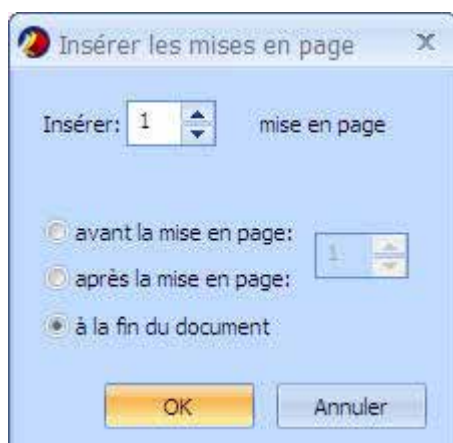 Insérer les mises en page
Insérer: 1 mise en page
avant la mise en page:
1
après la mise en page:
à la fin du document
OK Annuler